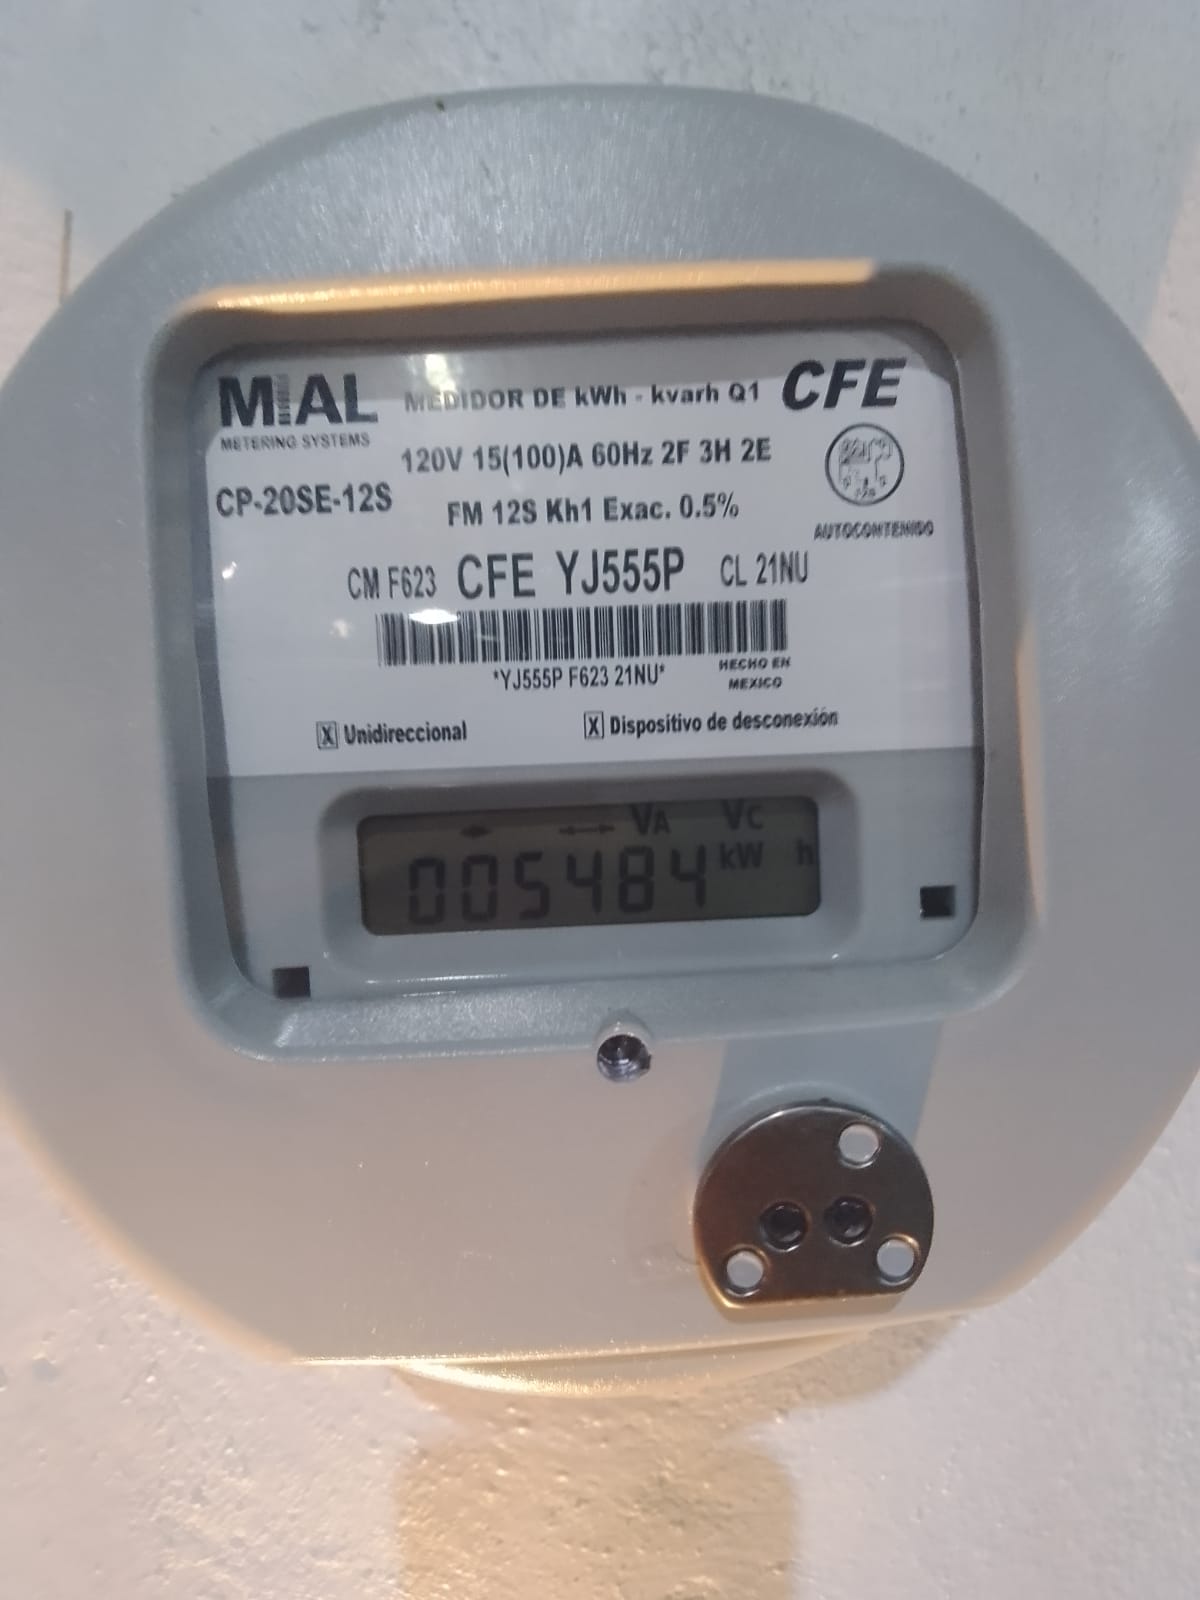 MIAL
METERING SYSTEMS
MEDIDOR DE kWh - kvarh Q1
CFE
120V 15(100)A 60Hz 2F 3H 2E
CP-20SE-12S
FM 12S Kh1 Exac. 0.5%
AUTOCONTENIDO
CM F623 CFE YJ555P CL 21NU
*YJ555P F623 21NU*
HECHO EN
MEXICO
X Unidireccional
X Dispositivo de desconexión
VA VC
005484 kW h